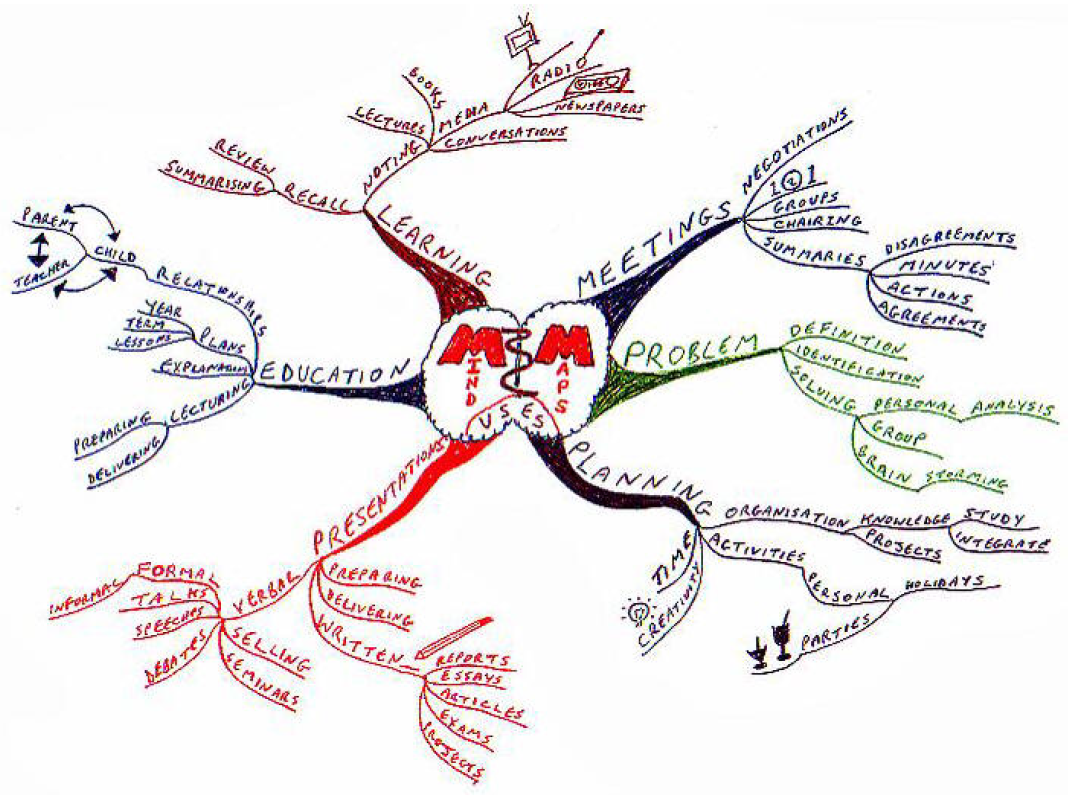 MIND MAPS
USES
LEARNING
NOTING
BOOKS
LECTURES
MEDIA
RADIO
VIDEO
NEWSPAPERS
CONVERSATIONS
RECALL
REVIEW
SUMMARISING
MEETINGS
NEGOTIATIONS
1 2 1
GROUPS
CHAIRING
SUMMARIES
DISAGREEMENTS
MINUTES
ACTIONS
AGREEMENTS
PROBLEM
DEFINITION
IDENTIFICATION
SOLVING
PERSONAL ANALYSIS
GROUP
BRAIN STORMING
PLANNING
ORGANISATION
KNOWLEDGE
STUDY
INTEGRATE
PROJECTS
ACTIVITIES
PERSONAL
HOLIDAYS
PARTIES
TIME
CREATIVITY
PRESENTATIONS
PREPARING
DELIVERING
WRITTEN
REPORTS
ESSAYS
ARTICLES
EXAMS
PROJECTS
VERBAL
FORMAL
INFORMAL
TALKS
SPEECHES
DEBATES
SELLING
SEMINARS
EDUCATION
RELATIONSHIPS
CHILD
PARENT
TEACHER
PLANS
YEAR
TERM
LESSONS
EXPLANATION
LECTURING
PREPARING
DELIVERING